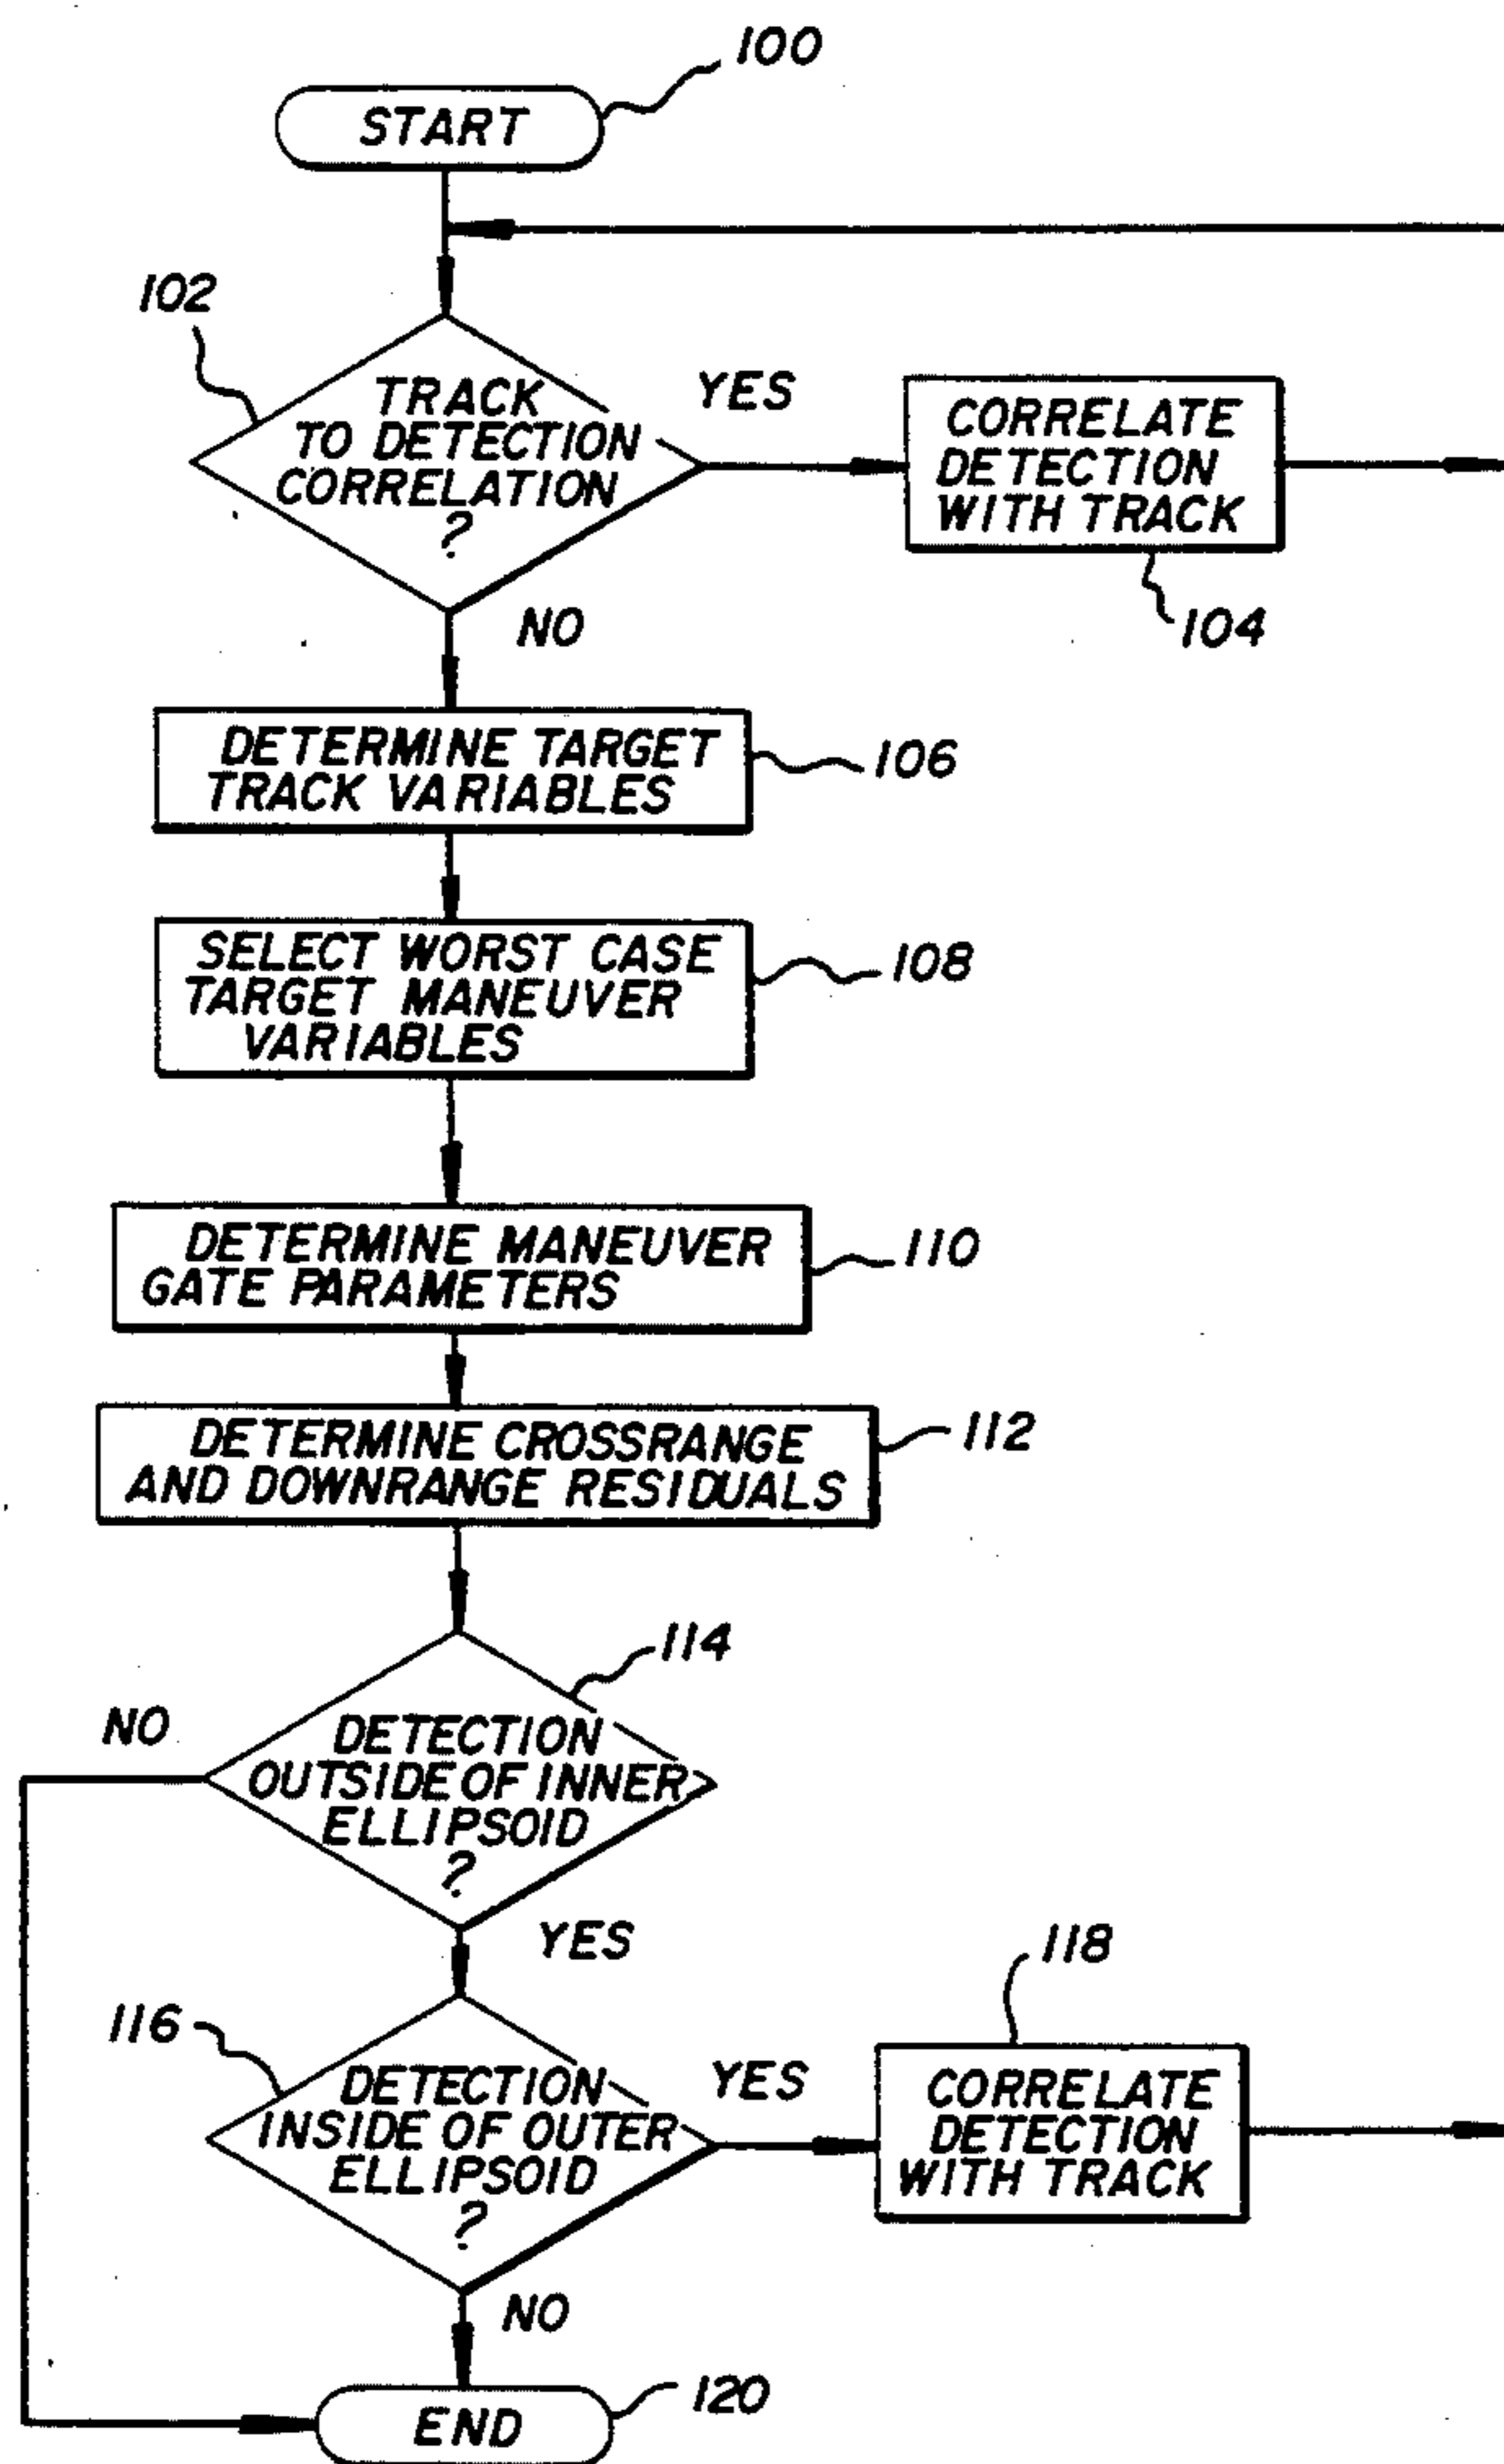 100
START
102
TRACK
TO DETECTION
CORRELATION
?
YES
CORRELATE
DETECTION
WITH TRACK
104
NO
DETERMINE TARGET
TRACK VARIABLES
106
SELECT WORST CASE
TARGET MANEUVER
VARIABLES
108
DETERMINE MANEUVER
GATE PARAMETERS
110
DETERMINE CROSSRANGE
AND DOWNRANGE RESIDUALS
112
114
NO
DETECTION
OUTSIDE OF INNER
ELLIPSOID
?
YES
116
DETECTION
INSIDE OF OUTER
ELLIPSOID
?
YES
118
CORRELATE
DETECTION
WITH TRACK
NO
END
120